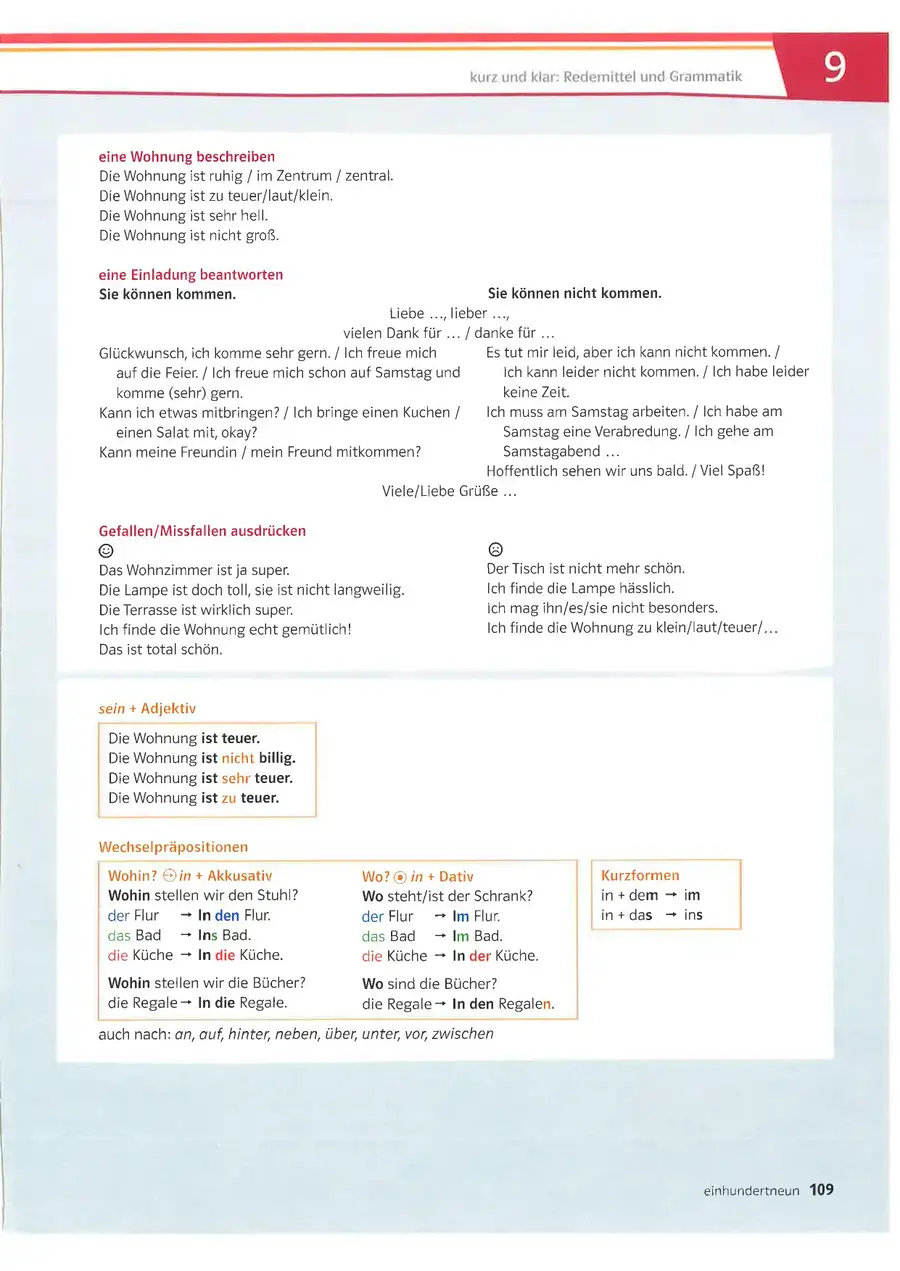 kurz und klar: Redemittel und Grammatik
9
eine Wohnung beschreiben
Die Wohnung ist ruhig / im Zentrum / zentral.
Die Wohnung ist zu teuer/laut/klein.
Die Wohnung ist sehr hell.
Die Wohnung ist nicht groß.
eine Einladung beantworten
Sie können kommen.
Sie können nicht kommen.
Liebe ..., lieber ...,
vielen Dank für ... / danke für ...
Glückwunsch, ich komme sehr gern. / Ich freue mich
auf die Feier. / Ich freue mich schon auf Samstag und
komme (sehr) gern.
Kann ich etwas mitbringen? / Ich bringe einen Kuchen /
einen Salat mit, okay?
Kann meine Freundin / mein Freund mitkommen?
Es tut mir leid, aber ich kann nicht kommen. /
Ich kann leider nicht kommen. / Ich habe leider
keine Zeit.
Ich muss am Samstag arbeiten. / Ich habe am
Samstag eine Verabredung. / Ich gehe am
Samstagabend ...
Hoffentlich sehen wir uns bald. / Viel Spaß!
Viele/Liebe Grüße ...
Gefallen/Missfallen ausdrücken
☺
Das Wohnzimmer ist ja super.
Die Lampe ist doch toll, sie ist nicht langweilig.
Die Terrasse ist wirklich super.
Ich finde die Wohnung echt gemütlich!
Das ist total schön.
☹
Der Tisch ist nicht mehr schön.
Ich finde die Lampe hässlich.
Ich mag ihn/es/sie nicht besonders.
Ich finde die Wohnung zu klein/laut/teuer/...
sein + Adjektiv
Die Wohnung ist teuer.
Die Wohnung ist nicht billig.
Die Wohnung ist sehr teuer.
Die Wohnung ist zu teuer.
Wechselpräpositionen
Wohin? in + Akkusativ
Wohin stellen wir den Stuhl?
der Flur → In den Flur.
das Bad → Ins Bad.
die Küche → In die Küche.
Wohin stellen wir die Bücher?
die Regale → In die Regale.
Wo? in + Dativ
Wo steht/ist der Schrank?
der Flur → Im Flur.
das Bad → Im Bad.
die Küche → In der Küche.
Wo sind die Bücher?
die Regale → In den Regalen.
Kurzformen
in + dem → im
in + das → ins
auch nach: an, auf, hinter, neben, über, unter, vor, zwischen
einhundertneun 109